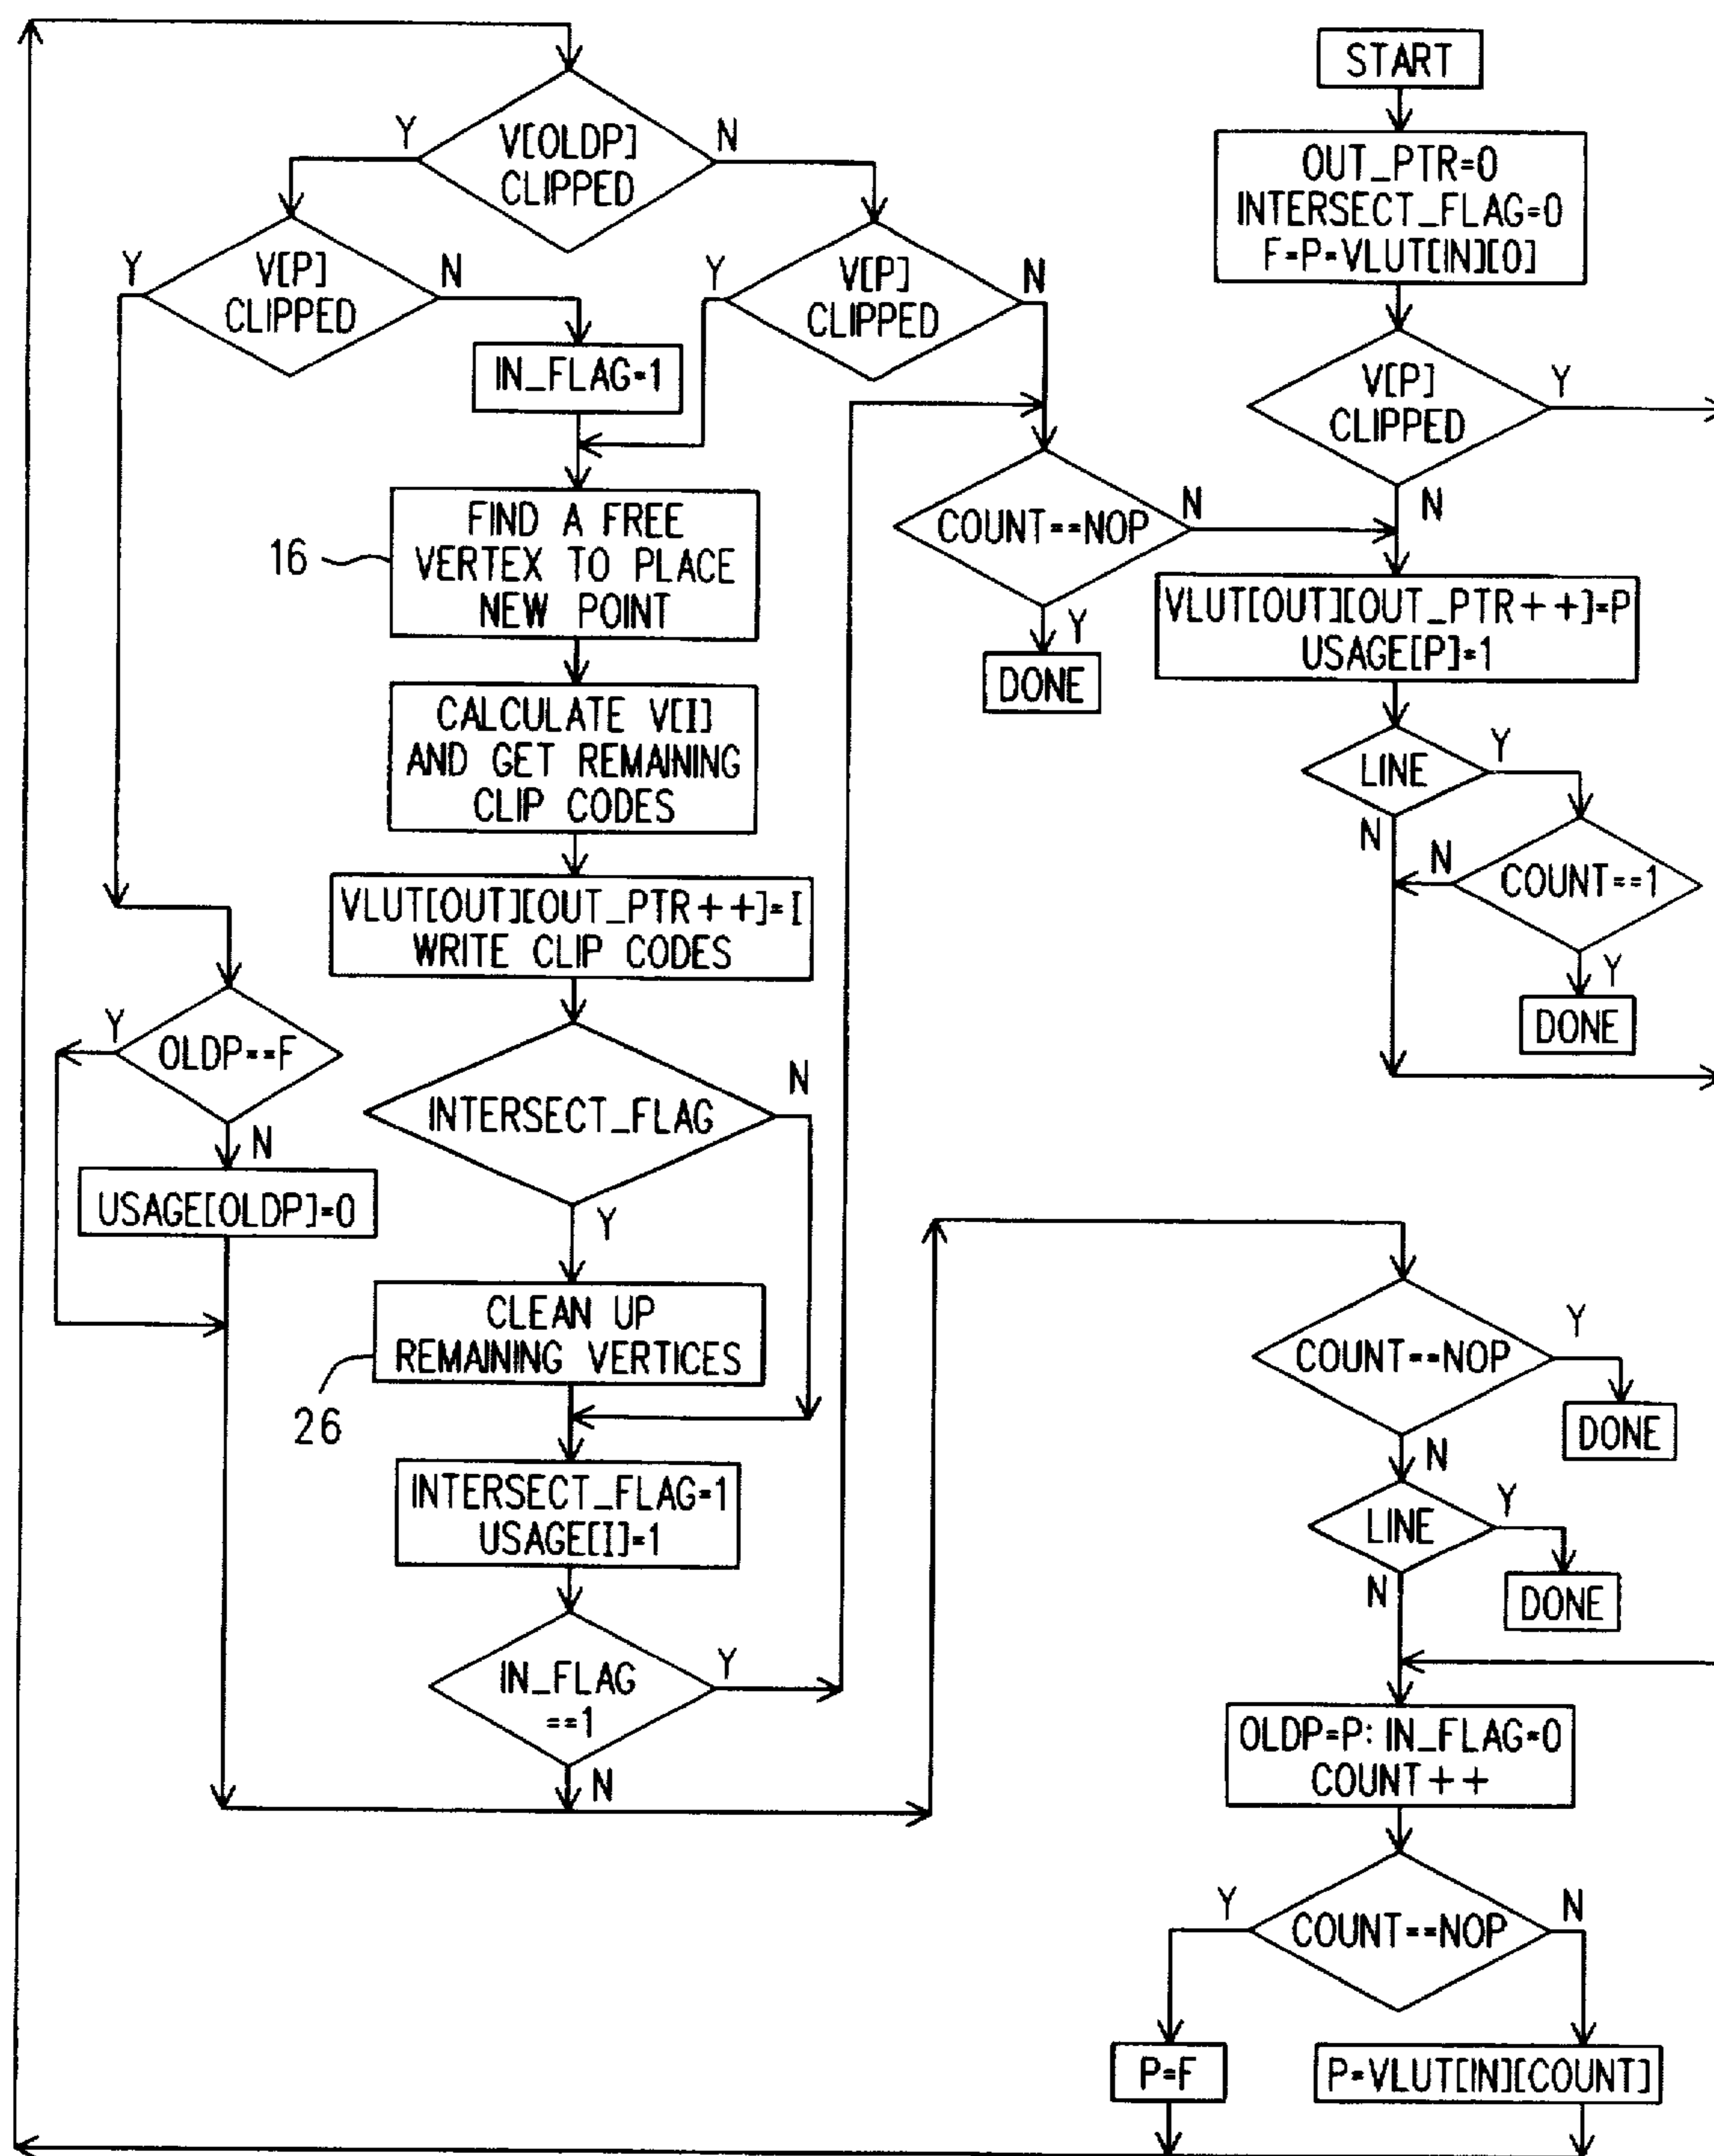 START
OUT_PTR=0
INTERSECT_FLAG=0
F=P=VLUT[IN][0]
V[P]
CLIPPED
Y
N
VLUT[OUT][OUT_PTR++]=P
USAGE[P]=1
LINE
Y
N
COUNT==1
N
Y
DONE
V[OLDP]
CLIPPED
Y
N
V[P]
CLIPPED
Y
N
V[P]
CLIPPED
Y
N
IN_FLAG=1
COUNT==NOP
N
Y
DONE
16
FIND A FREE
VERTEX TO PLACE
NEW POINT
CALCULATE V[I]
AND GET REMAINING
CLIP CODES
VLUT[OUT][OUT_PTR++]=I
WRITE CLIP CODES
OLDP==F
Y
N
USAGE[OLDP]=0
INTERSECT_FLAG
N
Y
CLEAN UP
REMAINING VERTICES
26
INTERSECT_FLAG=1
USAGE[I]=1
IN_FLAG
==1
Y
N
COUNT==NOP
Y
DONE
N
LINE
Y
DONE
N
OLDP=P: IN_FLAG=0
COUNT++
COUNT==NOP
Y
N
P=F
P=VLUT[IN][COUNT]